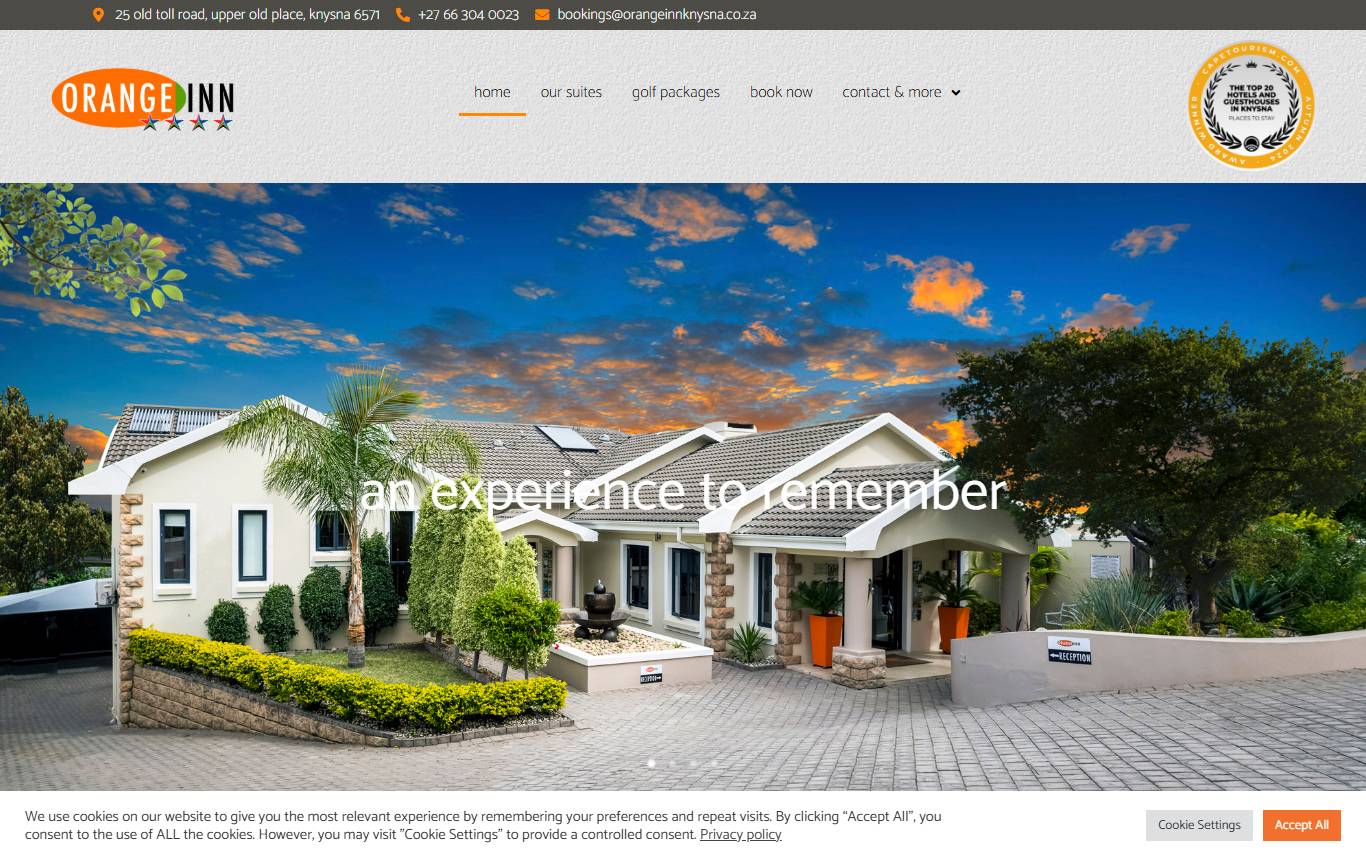 25 old toll road, upper old place, knysna 6571
+27 66 304 0023
bookings@orangeinnknysna.co.za
ORANGE INN
home
our suites
golf packages
book now
contact & more
CAPETOURISM.COM
THE TOP 20
HOTELS AND
GUESTHOUSES
IN KNYSNA
PLACES TO STAY
AWARD WINNER
AUTUMN 2024
an experience to remember
RECEPTION
RECEPTION
We use cookies on our website to give you the most relevant experience by remembering your preferences and repeat visits. By clicking “Accept All”, you
consent to the use of ALL the cookies. However, you may visit "Cookie Settings" to provide a controlled consent. Privacy policy
Cookie Settings
Accept All